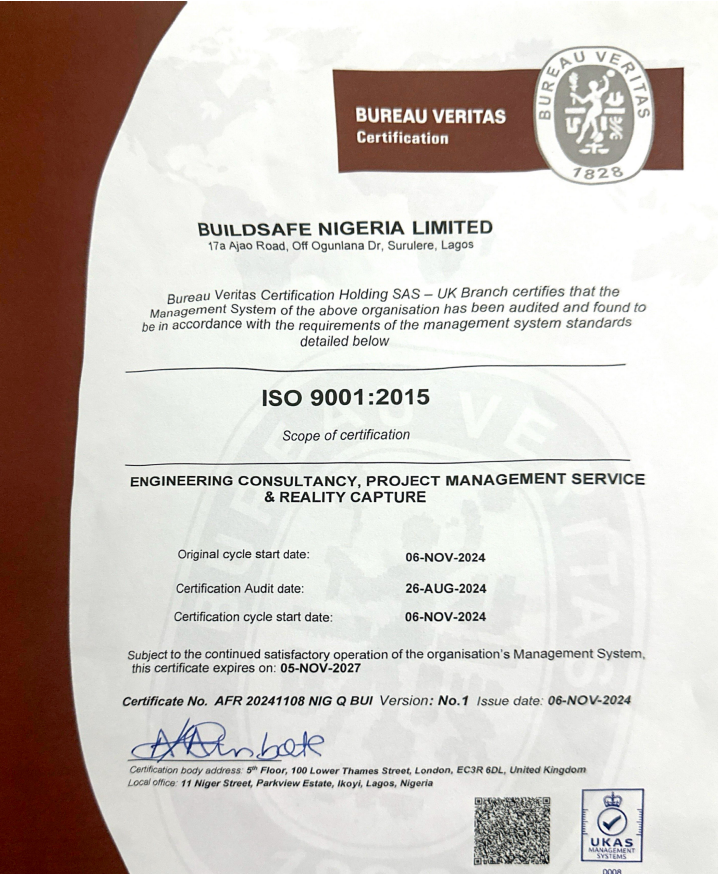 BUREAU VERITAS
Certification
BUREAU VERITAS
1828
BUILDSAFE NIGERIA LIMITED
17a Ajao Road, Off Ogunlana Dr, Surulere, Lagos
Bureau Veritas Certification Holding SAS – UK Branch certifies that the
Management System of the above organisation has been audited and found to
be in accordance with the requirements of the management system standards
detailed below
ISO 9001:2015
Scope of certification
ENGINEERING CONSULTANCY, PROJECT MANAGEMENT SERVICE
& REALITY CAPTURE
Original cycle start date: 06-NOV-2024
Certification Audit date: 26-AUG-2024
Certification cycle start date: 06-NOV-2024
Subject to the continued satisfactory operation of the organisation's Management System,
this certificate expires on: 05-NOV-2027
Certificate No. AFR 20241108 NIG Q BUI Version: No.1 Issue date: 06-NOV-2024
Certification body address: 5th Floor, 100 Lower Thames Street, London, EC3R 6DL, United Kingdom
Local office: 11 Niger Street, Parkview Estate, Ikoyi, Lagos, Nigeria
UKAS
MANAGEMENT
SYSTEMS
0008